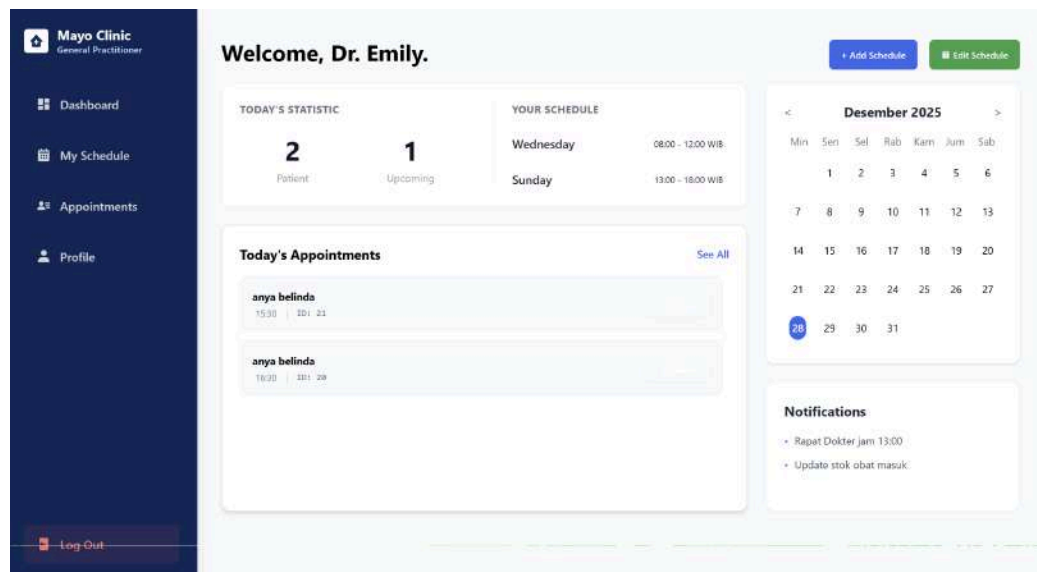 Mayo Clinic
General Practitioner
Dashboard
My Schedule
Appointments
Profile
Log Out
Welcome, Dr. Emily.
+ Add Schedule
Edit Schedule
TODAY'S STATISTIC
2
Patient
1
Upcoming
YOUR SCHEDULE
Wednesday 08:00 - 12:00 WIB
Sunday 13:00 - 18:00 WIB
Today's Appointments
See All
anya belinda
15:30 | ID: 21
anya belinda
16:30 | ID: 20
< Desember 2025 >
Min Sen Sel Rab Kam Jum Sab
1 2 3 4 5 6
7 8 9 10 11 12 13
14 15 16 17 18 19 20
21 22 23 24 25 26 27
28 29 30 31
Notifications
• Rapat Dokter jam 13:00
• Update stok obat masuk